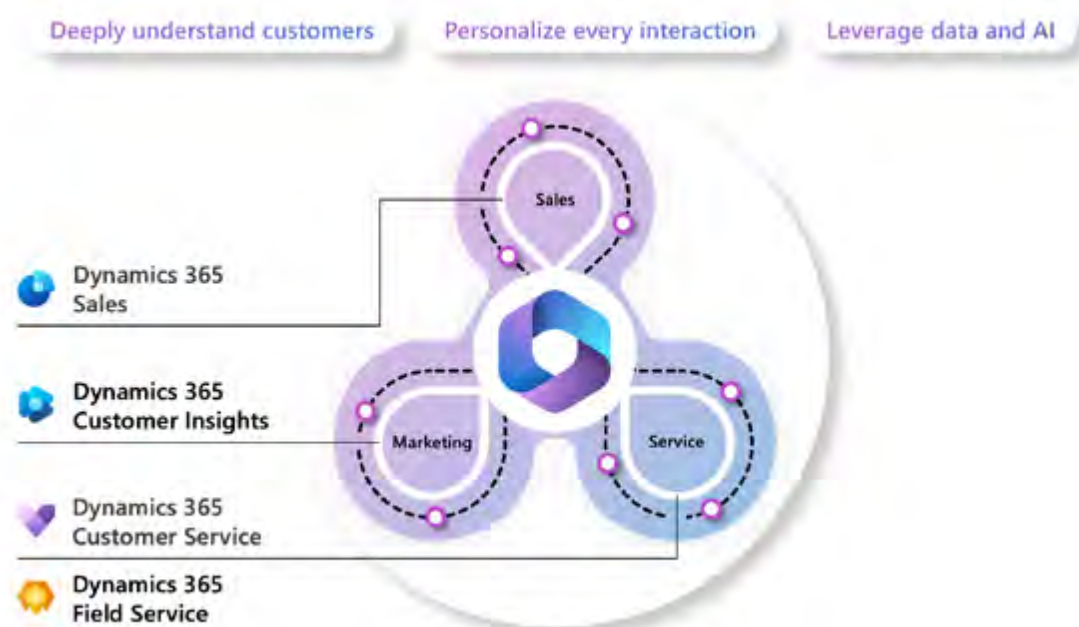 Deeply understand customers
Personalize every interaction
Leverage data and AI
Sales
Dynamics 365
Sales
Dynamics 365
Customer Insights
Marketing
Service
Dynamics 365
Customer Service
Dynamics 365
Field Service